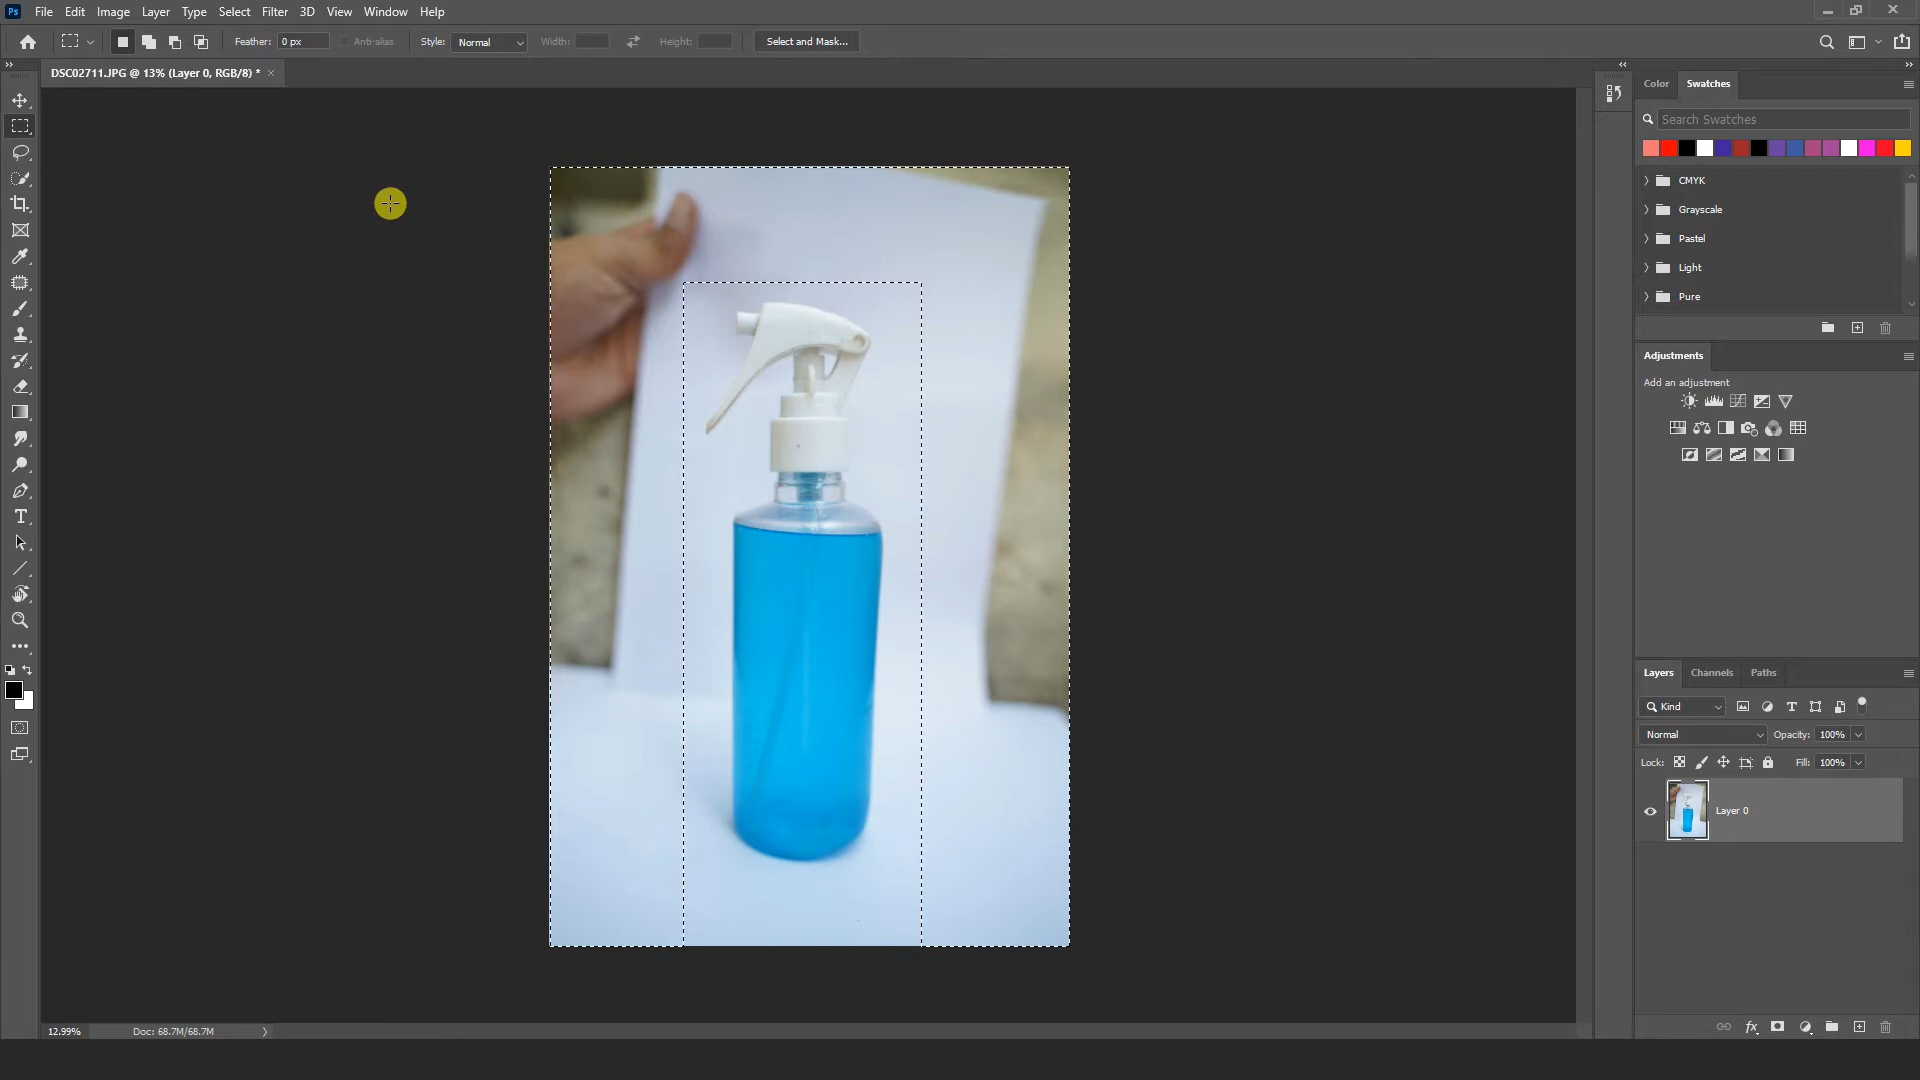 Ps File Edit Image Layer Type Select Filter 3D View Window Help
Feather: 0 px Anti-alias Style: Normal Width: Height: Select and Mask...
DSC02711.JPG @ 13% (Layer 0, RGB/8) * ×
Color Swatches
Search Swatches
CMYK
Grayscale
Pastel
Light
Pure
Adjustments
Add an adjustment
Layers Channels Paths
Kind
Normal Opacity: 100%
Lock: Fill: 100%
Layer 0
12.99% Doc: 68.7M/68.7M
fx